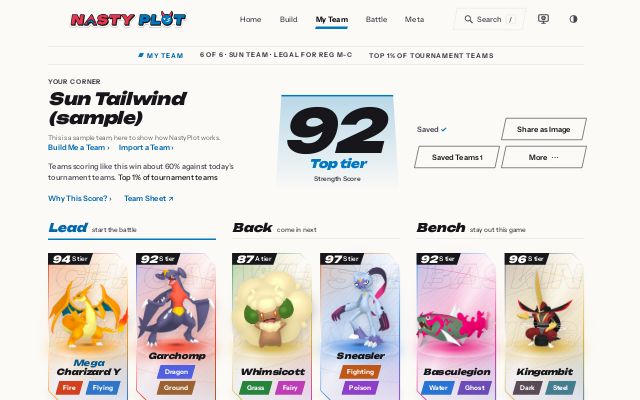 NASTY PLOT
Home Build My Team Battle Meta Search /
MY TEAM 6 OF 6 · SUN TEAM · LEGAL FOR REG M-C TOP 1% OF TOURNAMENT TEAMS
YOUR CORNER
Sun Tailwind
(sample)
This is a sample team, here to show how NastyPlot works.
Build Me a Team › Import a Team ›
Teams scoring like this win about 60% against today's
tournament teams. Top 1% of tournament teams
Why This Score? › Team Sheet ↗
92
Top tier
Strength Score
Saved ✓ Share as Image
Saved Teams 1 More ···
Lead start the battle
Back come in next
Bench stay out this game
94 S tier
Mega
Charizard Y
Fire Flying
92 S tier
Garchomp
Dragon
Ground
87 A tier
Whimsicott
Grass Fairy
97 S tier
Sneasler
Fighting
Poison
92 S tier
Basculegion
Water Ghost
96 S tier
Kingambit
Dark Steel